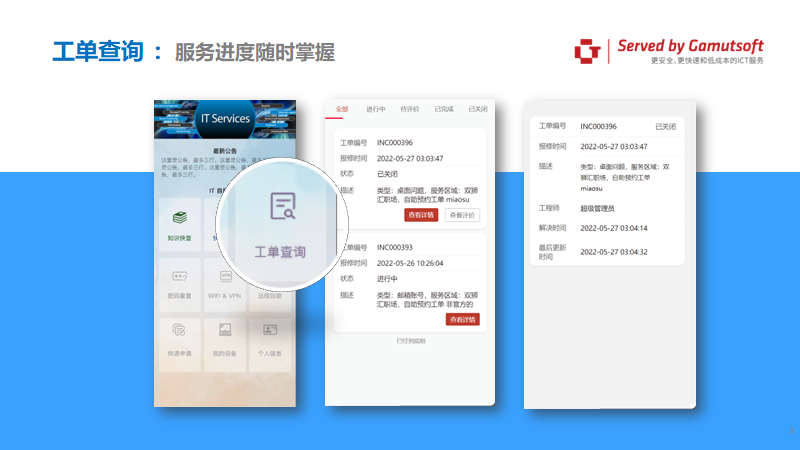 工单查询 ： 服务进度随时掌握
Served by Gamutsoft
更安全、更快速和低成本的ICT服务
IT Services
最新公告
这里是公告，最多三行。这里是公告，最多三行。这里是公告，最多三行。
IT 自
知识快查
工单查询
密码重置
WIFI & VPN
远程协助
快速申请
我的设备
个人信息
全部 进行中 待评价 已完成 已关闭
工单编号 INC000396
报修时间 2022-05-27 03:03:47
状态 已关闭
描述 类型：桌面问题，服务区域：双狮
汇职场，自助预约工单 miaosu
查看详情 查看评价
工单编号 INC000393
报修时间 2022-05-26 10:26:04
状态 进行中
描述 类型：邮箱账号，服务区域：双狮
汇职场，自助预约工单 非官方的
查看详情
已经到底啦
工单编号 INC000396 已关闭
报修时间 2022-05-27 03:03:47
描述 类型：桌面问题，服务区域：双
狮汇职场，自助预约工单
miaosu
工程师 超级管理员
解决时间 2022-05-27 03:04:14
最后更新
时间 2022-05-27 03:04:32